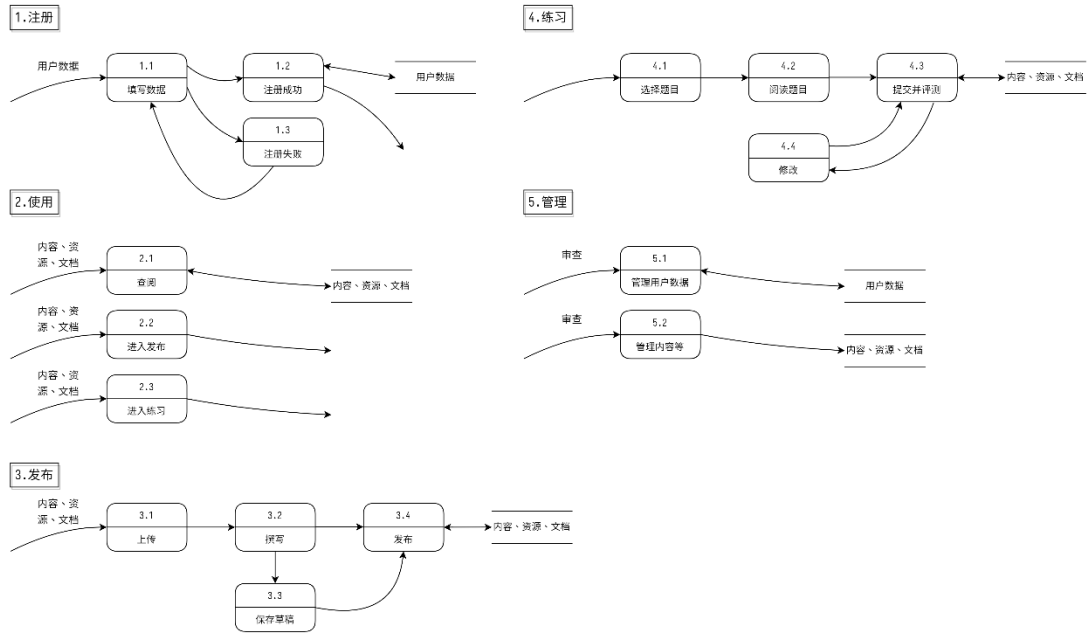 1.注册
用户数据
1.1
填写数据
1.2
注册成功
用户数据
1.3
注册失败
2.使用
内容、资
源、文档
2.1
查阅
内容、资源、文档
内容、资
源、文档
2.2
进入发布
内容、资
源、文档
2.3
进入练习
3.发布
内容、资
源、文档
3.1
上传
3.2
撰写
3.4
发布
内容、资源、文档
3.3
保存草稿
4.练习
4.1
选择题目
4.2
阅读题目
4.3
提交并评测
内容、资源、文档
4.4
修改
5.管理
审查
5.1
管理用户数据
用户数据
审查
5.2
管理内容等
内容、资源、文档